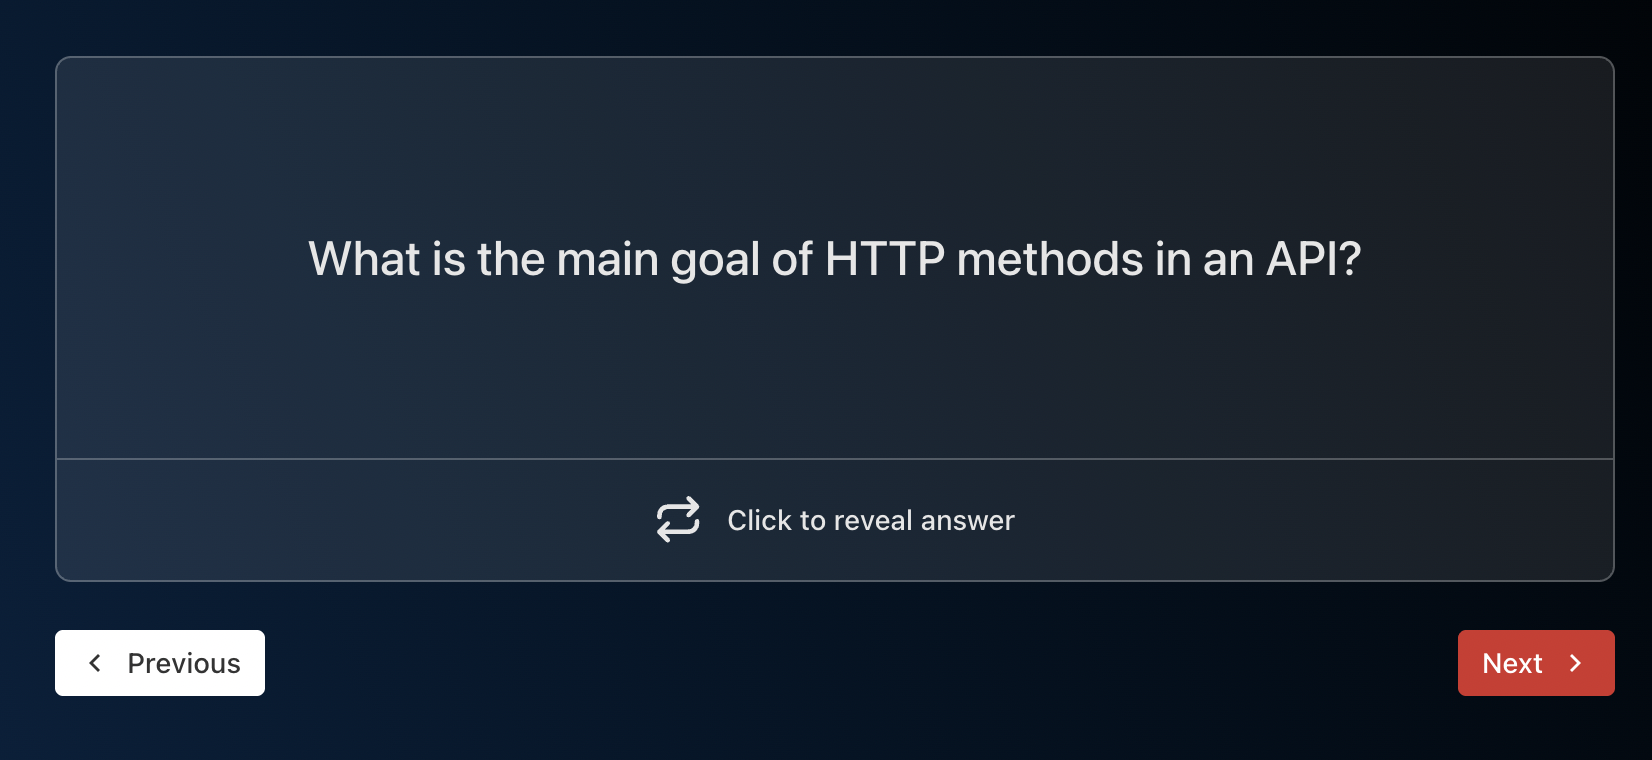 What is the main goal of HTTP methods in an API?
Click to reveal answer
Previous
Next